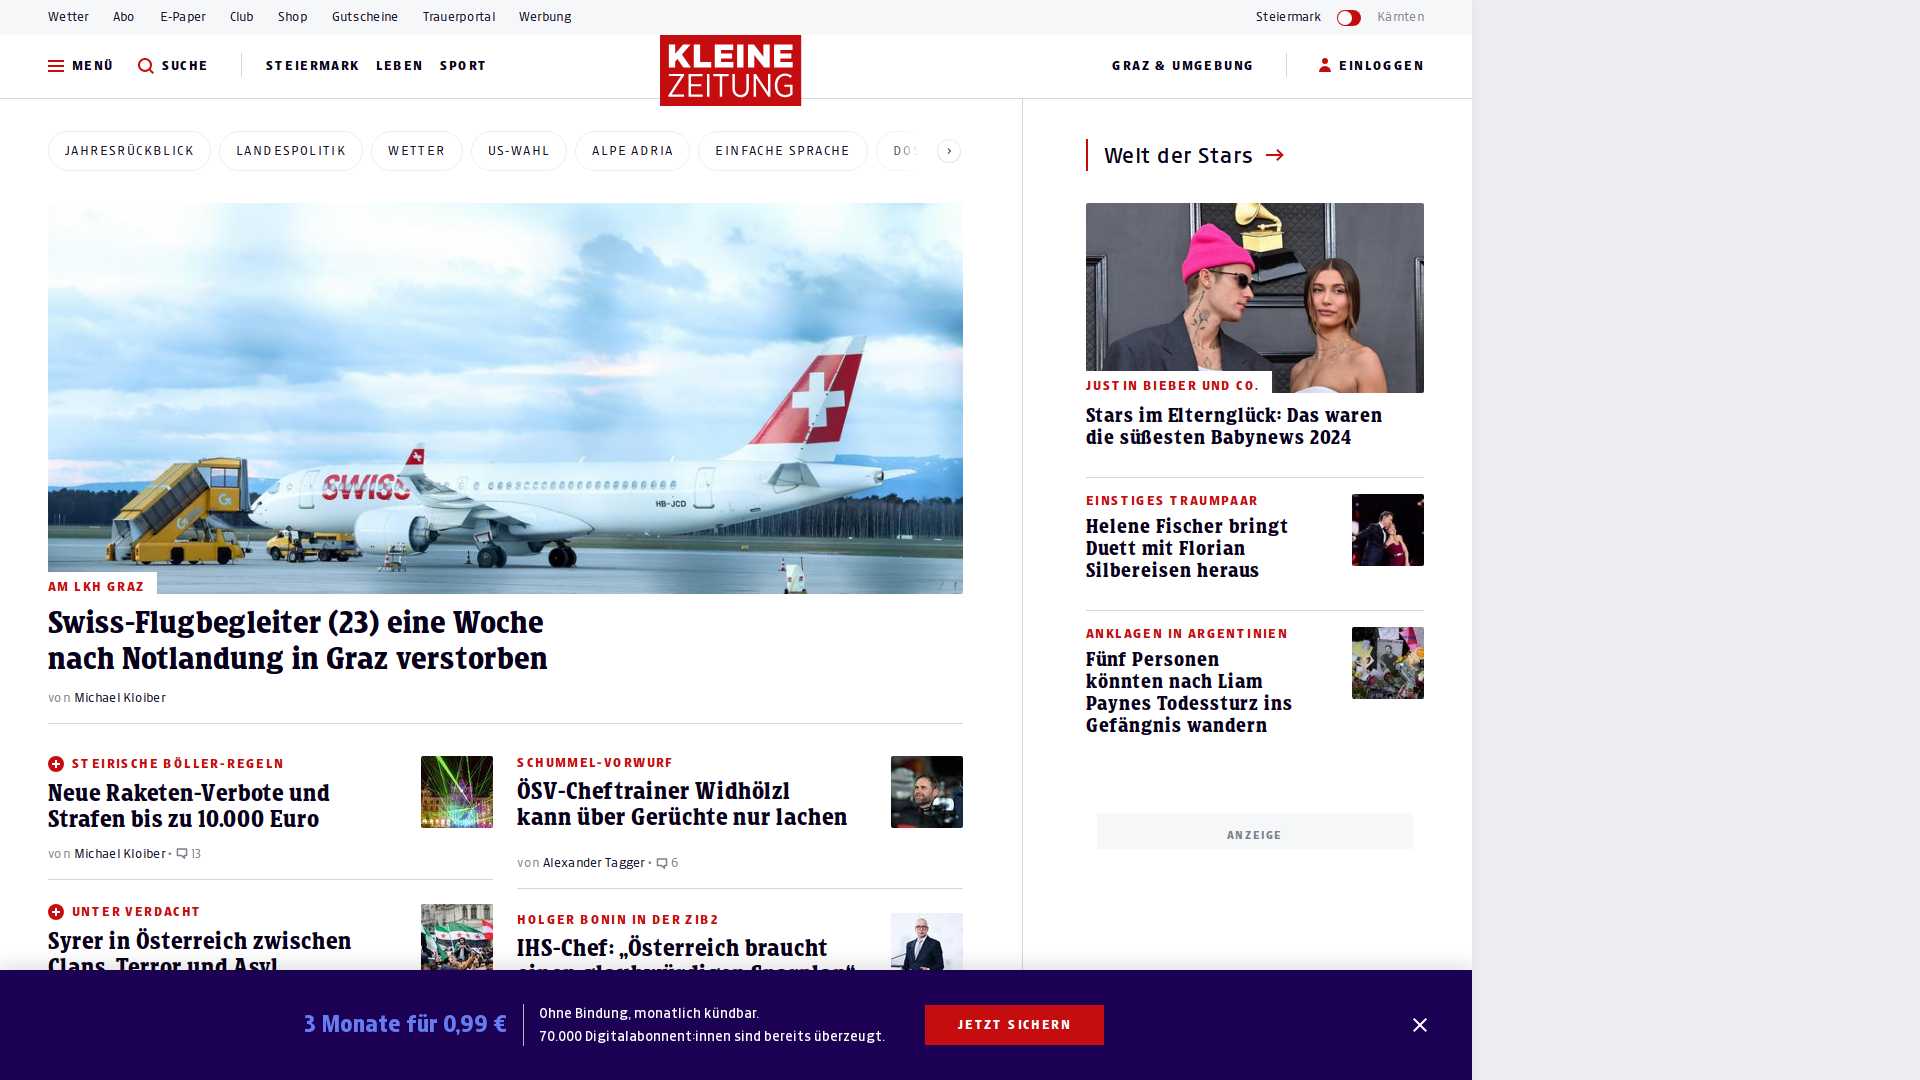 Wetter Abo E-Paper Club Shop Gutscheine Trauerportal Werbung Steiermark Kärnten
MENÜ SUCHE STEIERMARK LEBEN SPORT KLEINE ZEITUNG GRAZ & UMGEBUNG EINLOGGEN
JAHRESRÜCKBLICK LANDESPOLITIK WETTER US-WAHL ALPE ADRIA EINFACHE SPRACHE
SWISS
HB-JCD
AM LKH GRAZ
Swiss-Flugbegleiter (23) eine Woche
nach Notlandung in Graz verstorben
von Michael Kloiber
STEIRISCHE BÖLLER-REGELN
Neue Raketen-Verbote und
Strafen bis zu 10.000 Euro
von Michael Kloiber • 13
UNTER VERDACHT
Syrer in Österreich zwischen
Clans, Terror und Asyl
SCHUMMEL-VORWURF
ÖSV-Cheftrainer Widhölzl
kann über Gerüchte nur lachen
von Alexander Tagger • 6
HOLGER BONIN IN DER ZIB2
IHS-Chef: „Österreich braucht
einen glaubwürdigen Sparplan“
Welt der Stars
JUSTIN BIEBER UND CO.
Stars im Elternglück: Das waren
die süßesten Babynews 2024
EINSTIGES TRAUMPAAR
Helene Fischer bringt
Duett mit Florian
Silbereisen heraus
ANKLAGEN IN ARGENTINIEN
Fünf Personen
könnten nach Liam
Paynes Todessturz ins
Gefängnis wandern
ANZEIGE
3 Monate für 0,99 €
Ohne Bindung, monatlich kündbar.
70.000 Digitalabonnent:innen sind bereits überzeugt.
JETZT SICHERN